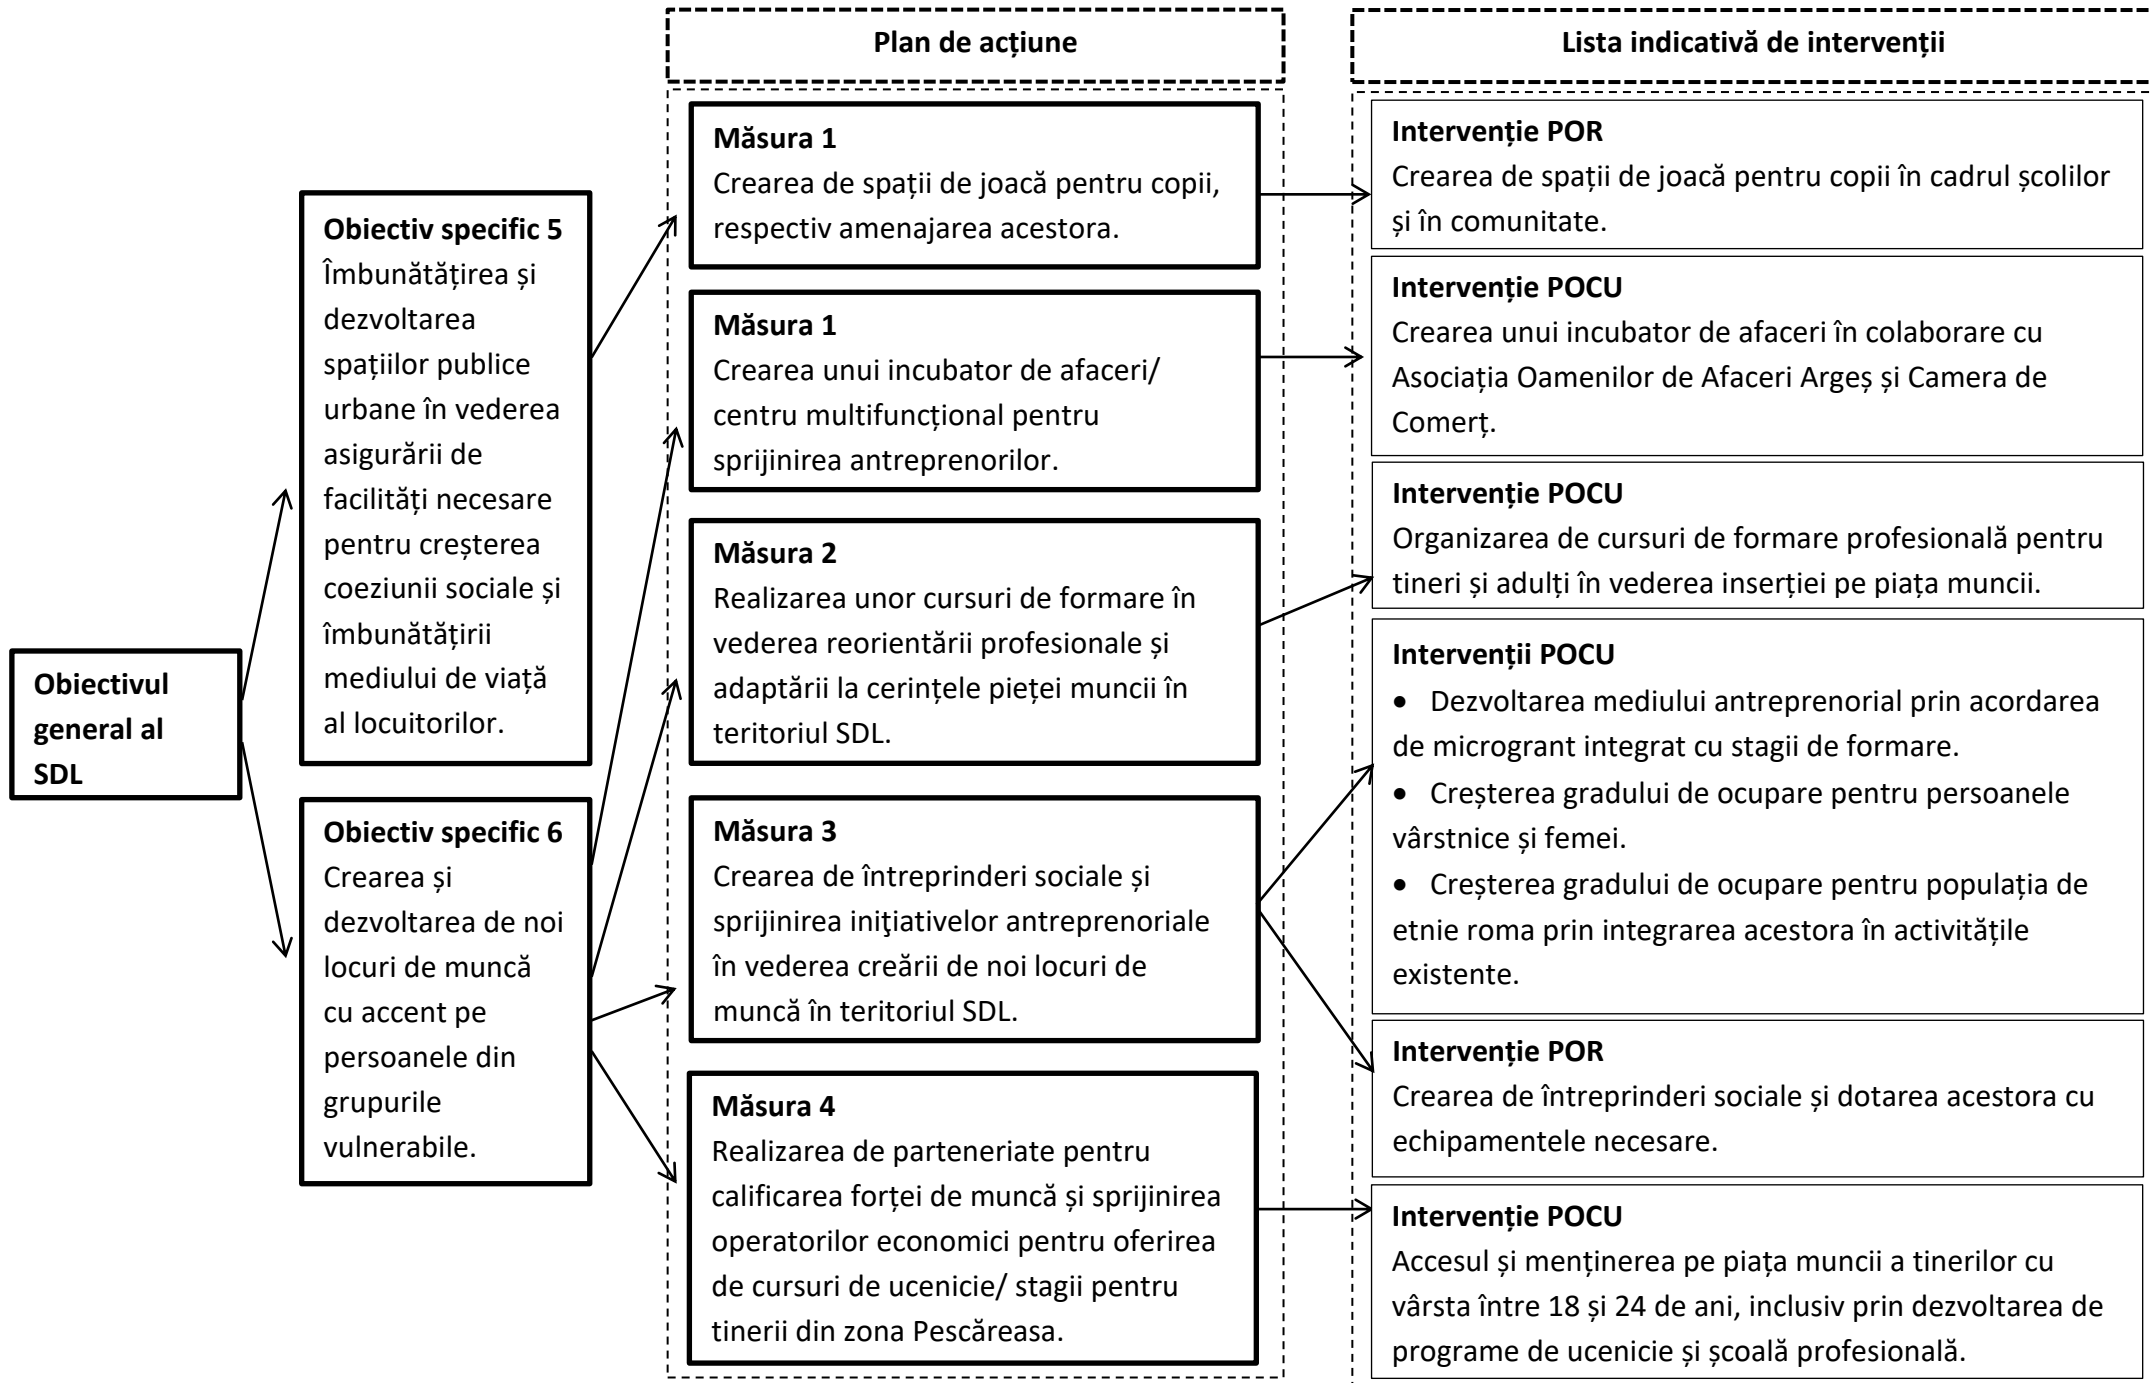 Plan de acțiune
Lista indicativă de intervenții
Obiectivul
general al
SDL
Obiectiv specific 5
Îmbunătățirea și
dezvoltarea
spațiilor publice
urbane în vederea
asigurării de
facilități necesare
pentru creșterea
coeziunii sociale și
îmbunătățirii
mediului de viață
al locuitorilor.
Obiectiv specific 6
Crearea și
dezvoltarea de noi
locuri de muncă
cu accent pe
persoanele din
grupurile
vulnerabile.
Măsura 1
Crearea de spații de joacă pentru copii,
respectiv amenajarea acestora.
Măsura 1
Crearea unui incubator de afaceri/
centru multifuncțional pentru
sprijinirea antreprenorilor.
Măsura 2
Realizarea unor cursuri de formare în
vederea reorientării profesionale și
adaptării la cerințele pieței muncii în
teritoriul SDL.
Măsura 3
Crearea de întreprinderi sociale și
sprijinirea iniţiativelor antreprenoriale
în vederea creării de noi locuri de
muncă în teritoriul SDL.
Măsura 4
Realizarea de parteneriate pentru
calificarea forței de muncă și sprijinirea
operatorilor economici pentru oferirea
de cursuri de ucenicie/ stagii pentru
tinerii din zona Pescăreasa.
Intervenție POR
Crearea de spații de joacă pentru copii în cadrul școlilor
și în comunitate.
Intervenție POCU
Crearea unui incubator de afaceri în colaborare cu
Asociația Oamenilor de Afaceri Argeș și Camera de
Comerț.
Intervenție POCU
Organizarea de cursuri de formare profesională pentru
tineri și adulți în vederea inserției pe piața muncii.
Intervenții POCU
• Dezvoltarea mediului antreprenorial prin acordarea
de microgrant integrat cu stagii de formare.
• Creșterea gradului de ocupare pentru persoanele
vârstnice și femei.
• Creșterea gradului de ocupare pentru populația de
etnie roma prin integrarea acestora în activitățile
existente.
Intervenție POR
Crearea de întreprinderi sociale și dotarea acestora cu
echipamentele necesare.
Intervenție POCU
Accesul și menținerea pe piața muncii a tinerilor cu
vârsta între 18 și 24 de ani, inclusiv prin dezvoltarea de
programe de ucenicie și școală profesională.